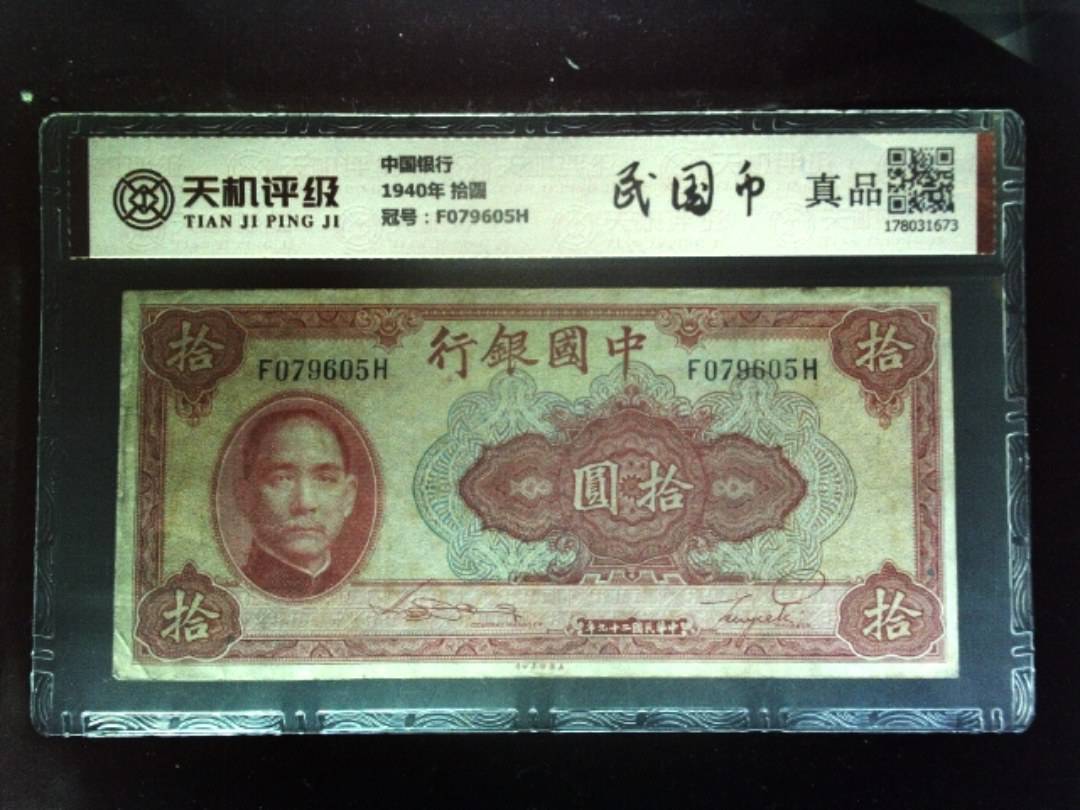 天机评级
TIAN JI PING JI
中国银行
1940年 拾圓
冠号：F079605H
民国币
真品
178031673
拾
行銀國中
拾
F079605H
F079605H
圓拾
拾
拾